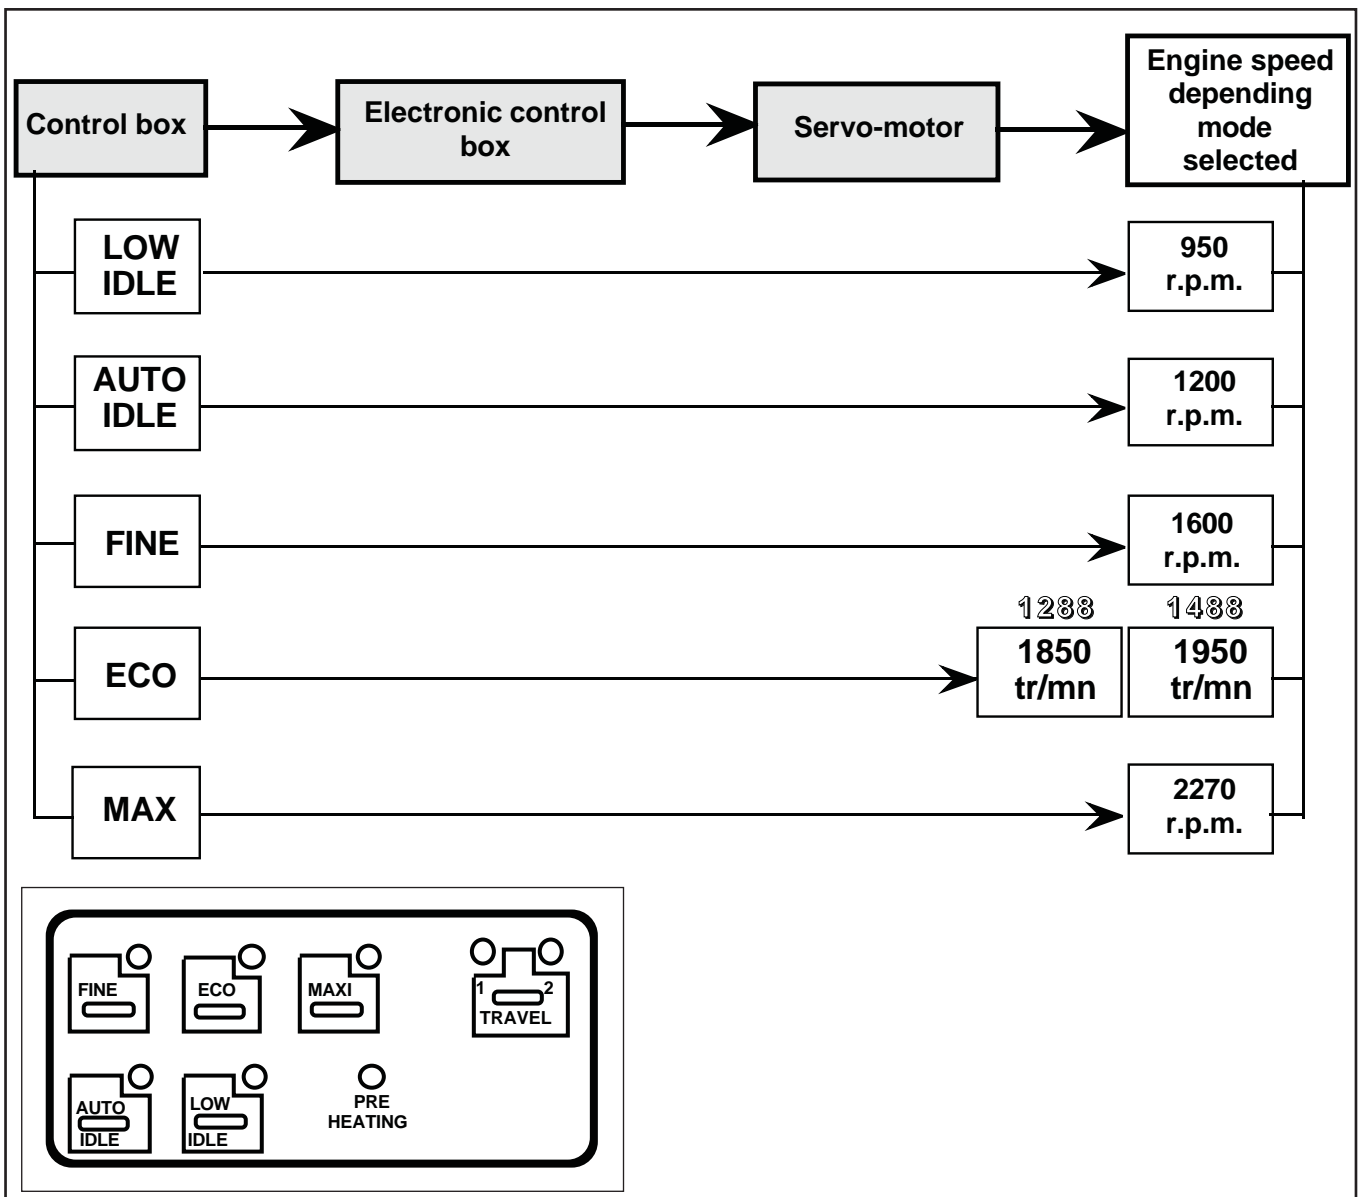 Control box
Electronic control
box
Servo-motor
Engine speed
depending
mode
selected
LOW
IDLE
950
r.p.m.
AUTO
IDLE
1200
r.p.m.
FINE
1600
r.p.m.
1288
1488
ECO
1850
tr/mn
1950
tr/mn
MAX
2270
r.p.m.
FINE
ECO
MAXI
1 2
TRAVEL
AUTO
IDLE
LOW
IDLE
PRE
HEATING